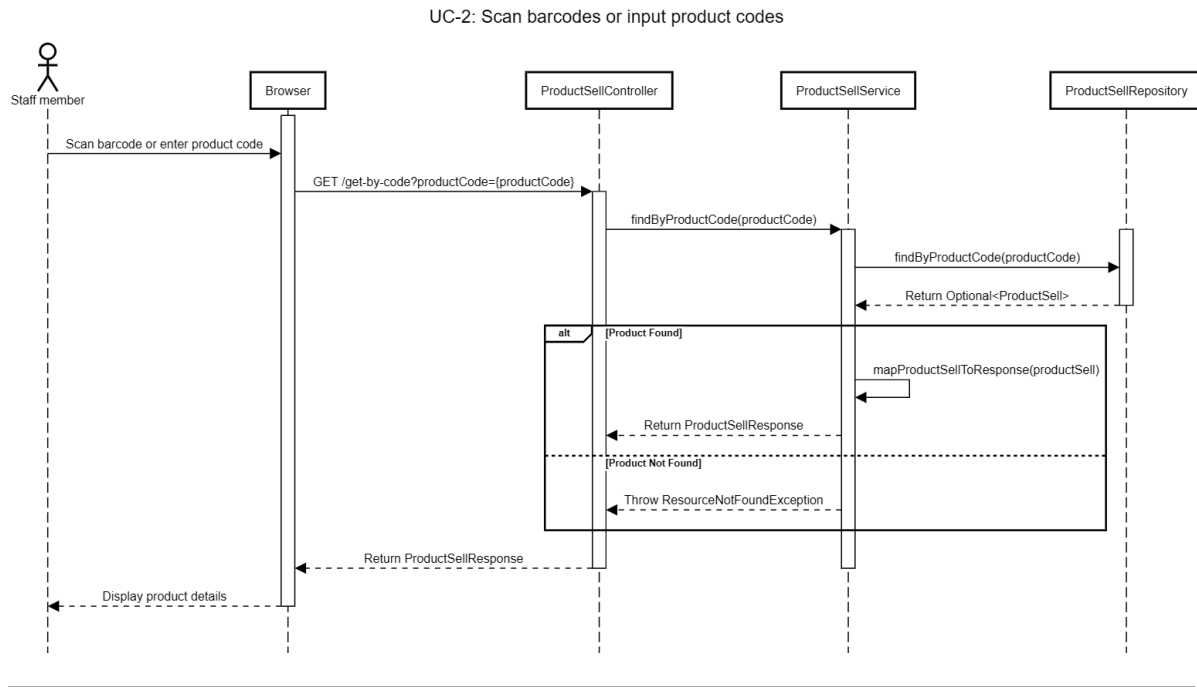 UC-2: Scan barcodes or input product codes
Staff member
Browser
ProductSellController
ProductSellService
ProductSellRepository
Scan barcode or enter product code
GET /get-by-code?productCode={productCode}
findByProductCode(productCode)
findByProductCode(productCode)
Return Optional<ProductSell>
alt
[Product Found]
mapProductSellToResponse(productSell)
Return ProductSellResponse
[Product Not Found]
Throw ResourceNotFoundException
Return ProductSellResponse
Display product details